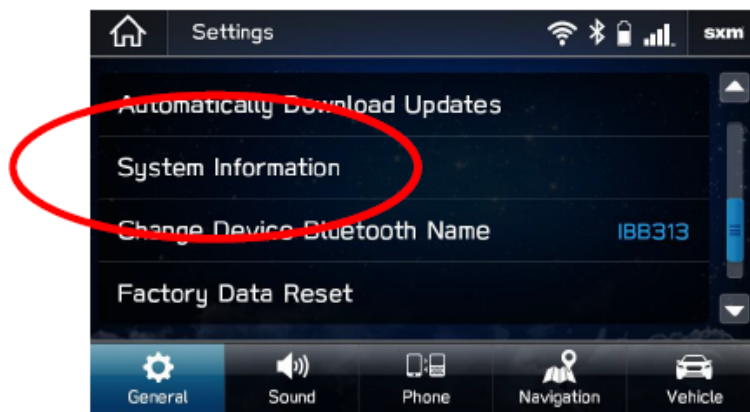 Settings
sxm
Automatically Download Updates
System Information
Change Device Bluetooth Name IBB313
Factory Data Reset
General Sound Phone Navigation Vehicle